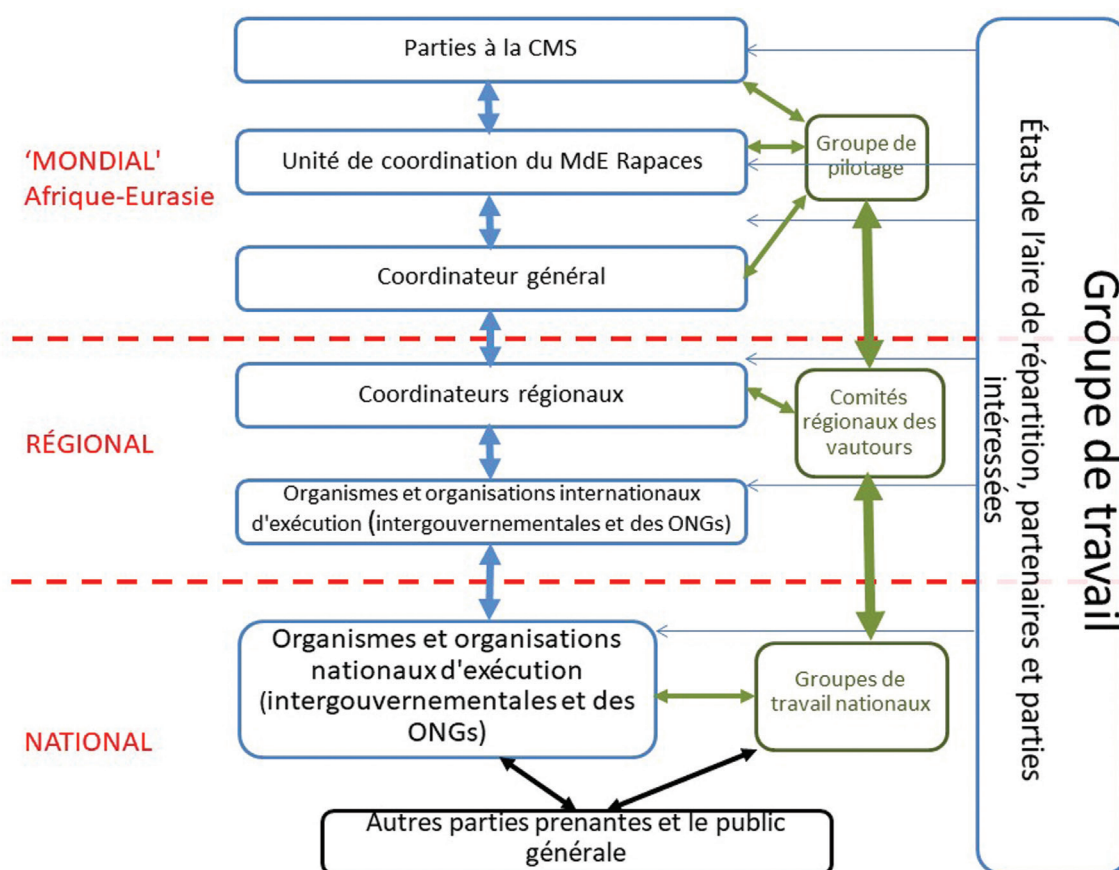 Parties à la CMS
'MONDIAL'
Afrique-Eurasie
Unité de coordination du MdE Rapaces
Groupe de
pilotage
Coordinateur général
RÉGIONAL
Coordinateurs régionaux
Comités
régionaux des
vautours
Organismes et organisations internationaux
d'exécution (intergouvernementales et des ONGs)
NATIONAL
Organismes et organisations
nationaux d'exécution
(intergouvernementales et des
ONGs)
Groupes de
travail nationaux
Autres parties prenantes et le public
générale
Groupe de travail
États de l'aire de répartition, partenaires et parties
intéressées